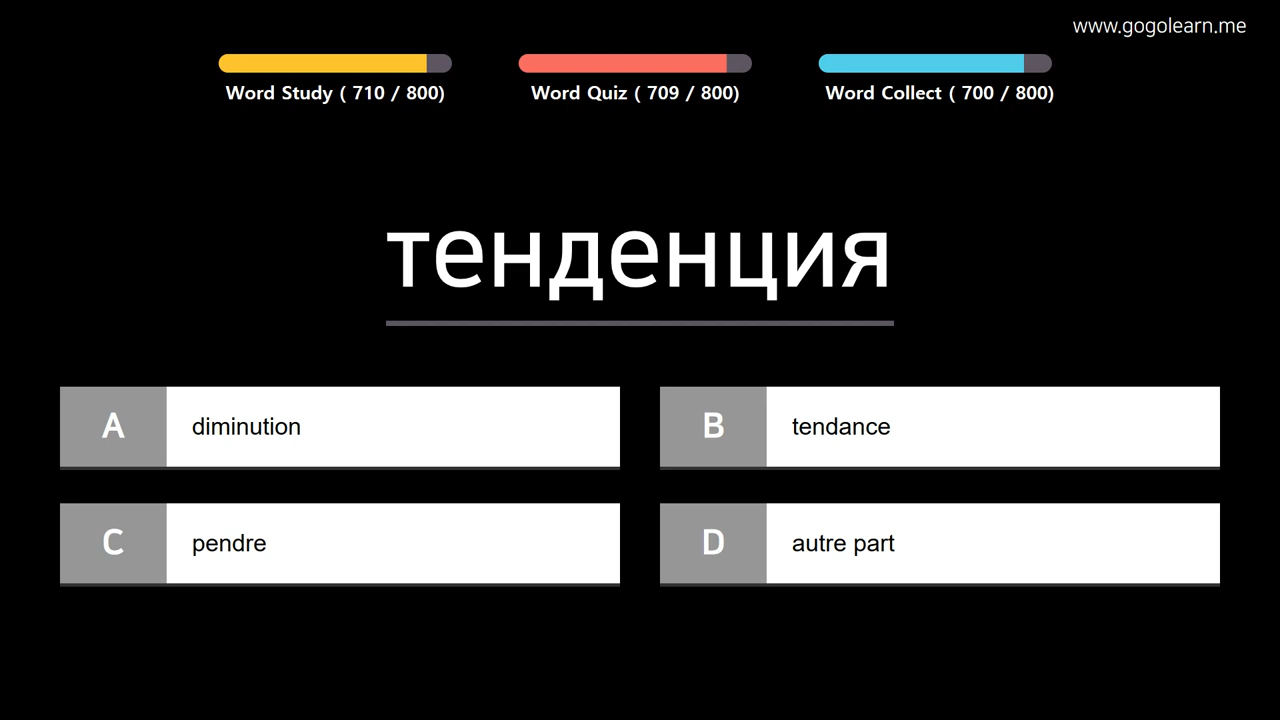 www.gogolearn.me
Word Study ( 710 / 800)
Word Quiz ( 709 / 800)
Word Collect ( 700 / 800)
тенденция
A diminution
B tendance
C pendre
D autre part